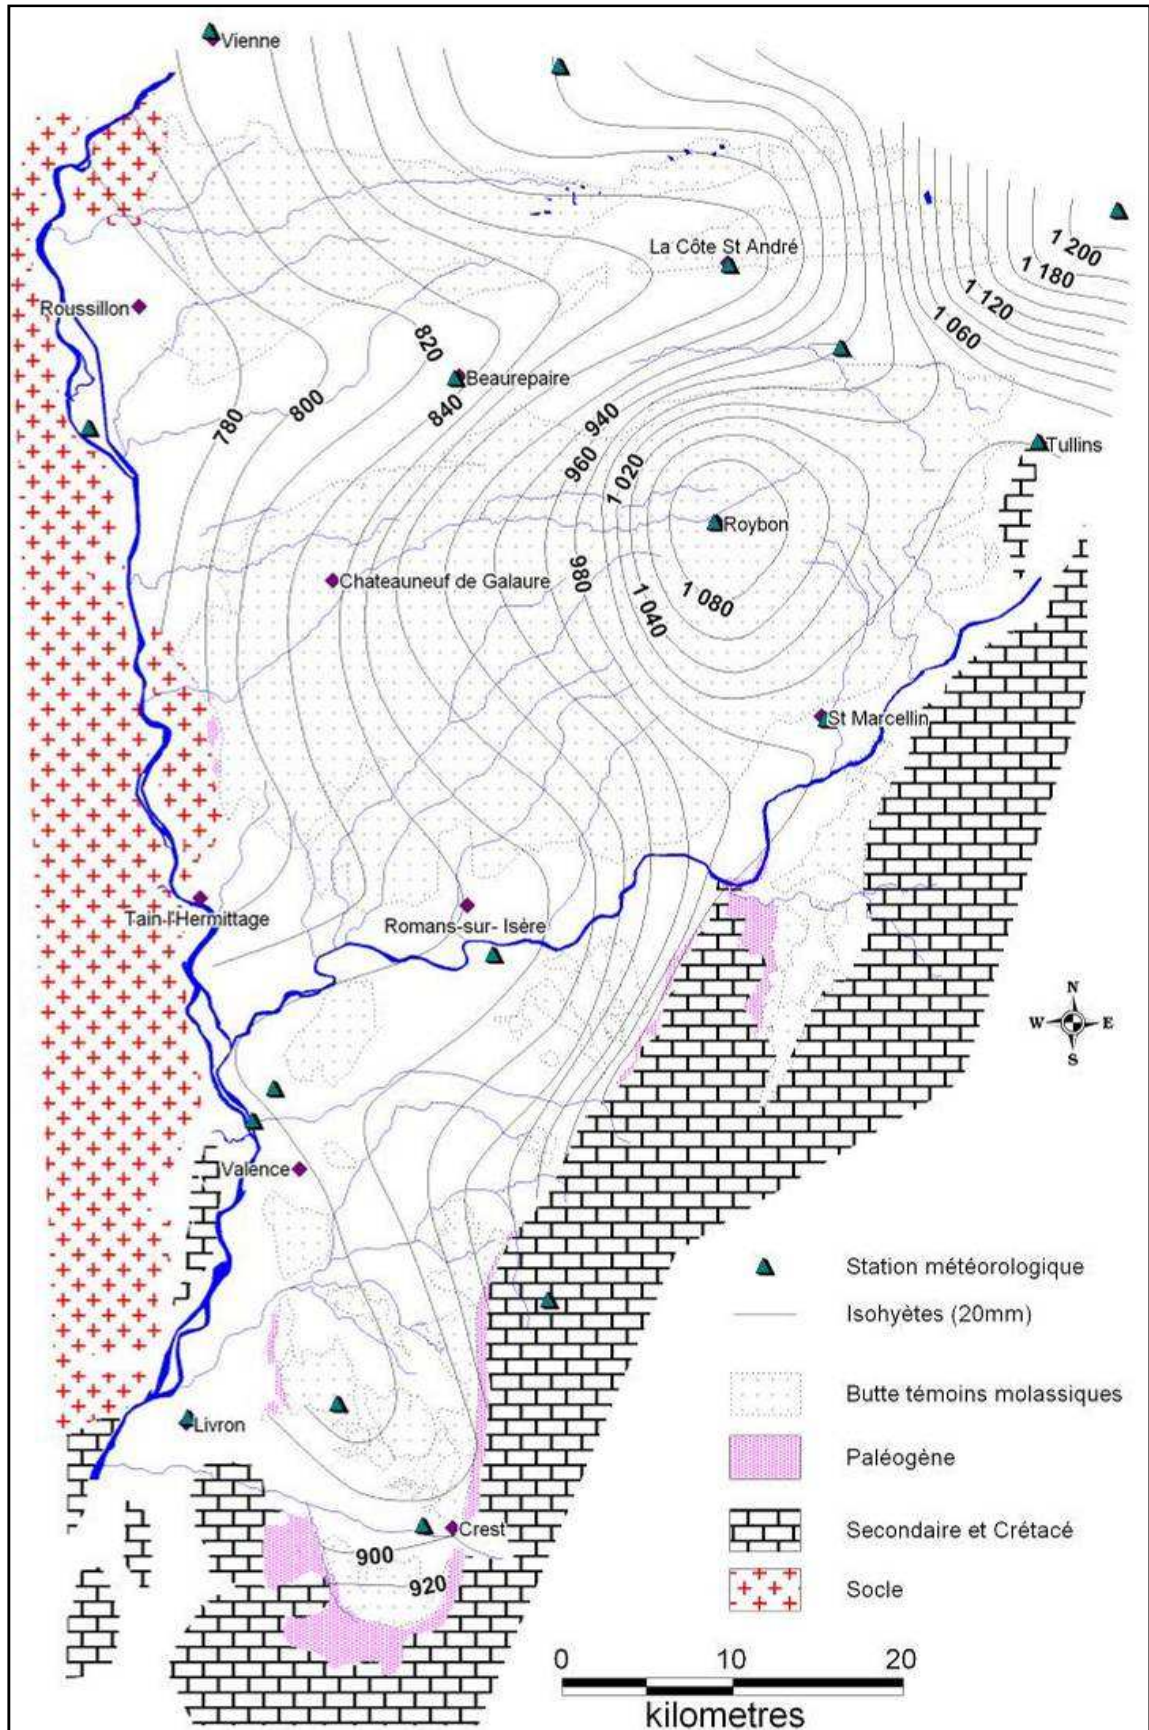 Vienne
La Côte St André
1 200
1 180
1 120
1 060
Roussillon
820
Beaurepaire
780
800
840
940
960
1 020
Tullins
Roybon
Chateauneuf de Galaure
980
1 040
1 080
St Marcellin
Tain l'Hermittage
Romans-sur- Isère
N
W
E
S
Valence
Station météorologique
Isohyètes (20mm)
Butte témoins molassiques
Livron
Paléogène
Crest
Secondaire et Crétacé
900
920
Socle
0
10
20
kilometres